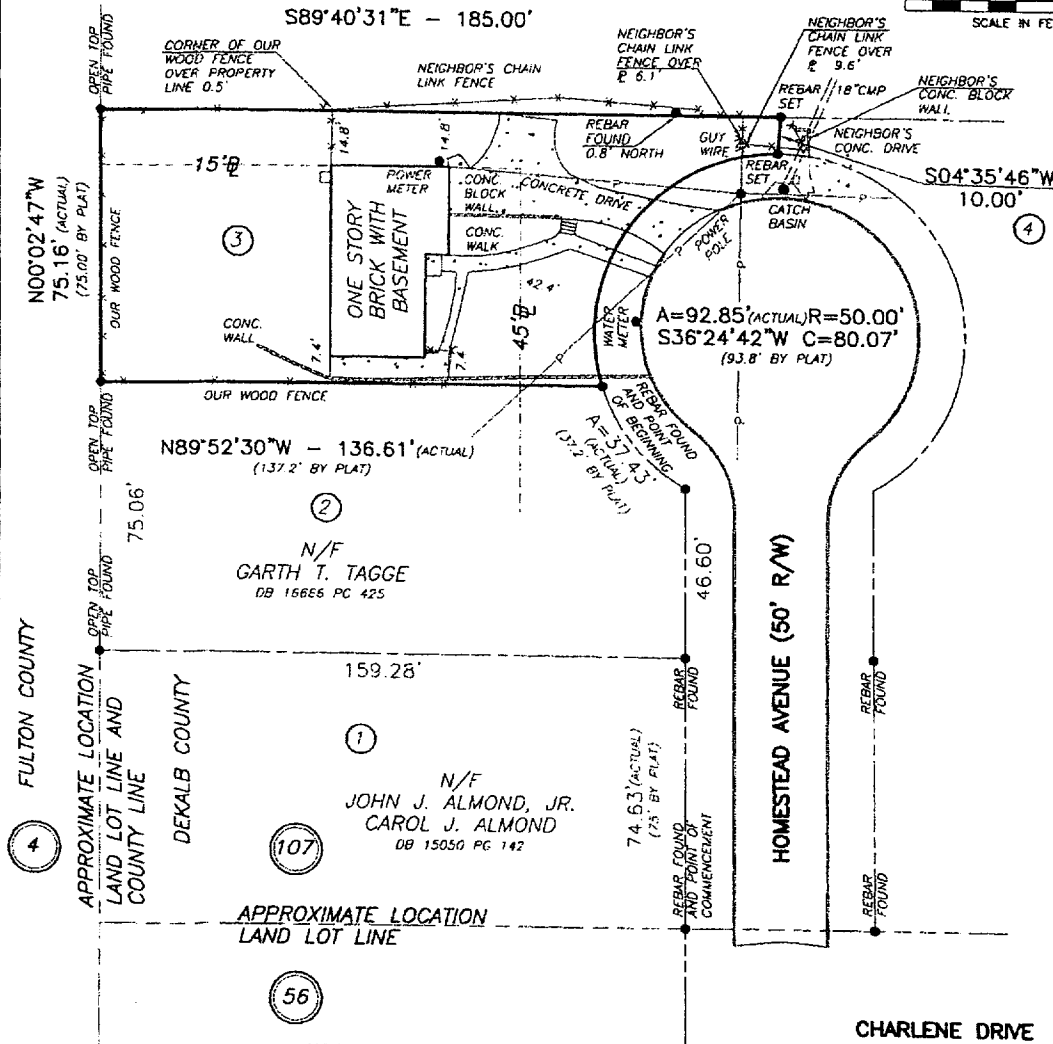 S89°40'31"E – 185.00'
SCALE IN FE
OPEN TOP
PIPE FOUND
CORNER OF OUR
WOOD FENCE
OVER PROPERTY
LINE 0.5'
NEIGHBOR'S CHAIN
LINK FENCE
NEIGHBOR'S
CHAIN LINK
FENCE OVER
℄ 6.1'
NEIGHBOR'S
CHAIN LINK
FENCE OVER
℄ 9.6'
REBAR
SET
18"CMP
NEIGHBOR'S
CONC. BLOCK
WALL
NEIGHBOR'S
CONC. DRIVE
REBAR
FOUND
0.8' NORTH
GUY
WIRE
REBAR
SET
S04°35'46"W
10.00'
4
14.8'
14.8'
15'
POWER
METER
CONC.
BLOCK
WALL
CONCRETE DRIVE
CONC.
WALK
CATCH
BASIN
POWER
POLE
N00°02'47"W
75.16' (ACTUAL)
(75.00' BY PLAT)
OUR WOOD FENCE
3
ONE STORY
BRICK WITH
BASEMENT
42.4'
45'
WATER
METER
A=92.85'(ACTUAL)R=50.00'
S36°24'42"W C=80.07'
(93.8' BY PLAT)
CONC.
WALL
7.4'
7.4'
OUR WOOD FENCE
REBAR FOUND
AND POINT
OF BEGINNING
A=37.43'
(ACTUAL)
(37.2' BY PLAT)
N89°52'30"W – 136.61'(ACTUAL)
(137.2' BY PLAT)
OPEN TOP
PIPE FOUND
75.06'
2
N/F
GARTH T. TAGGE
DB 16686 PG 425
46.60'
OPEN TOP
PIPE FOUND
159.28'
REBAR
FOUND
REBAR
FOUND
HOMESTEAD AVENUE (50' R/W)
FULTON COUNTY
APPROXIMATE LOCATION
LAND LOT LINE AND
COUNTY LINE
DEKALB COUNTY
1
N/F
JOHN J. ALMOND, JR.
CAROL J. ALMOND
DB 15050 PG 142
74.63'(ACTUAL)
(75' BY PLAT)
4
107
REBAR FOUND
AND POINT OF
COMMENCEMENT
REBAR
FOUND
APPROXIMATE LOCATION
LAND LOT LINE
56
CHARLENE DRIVE